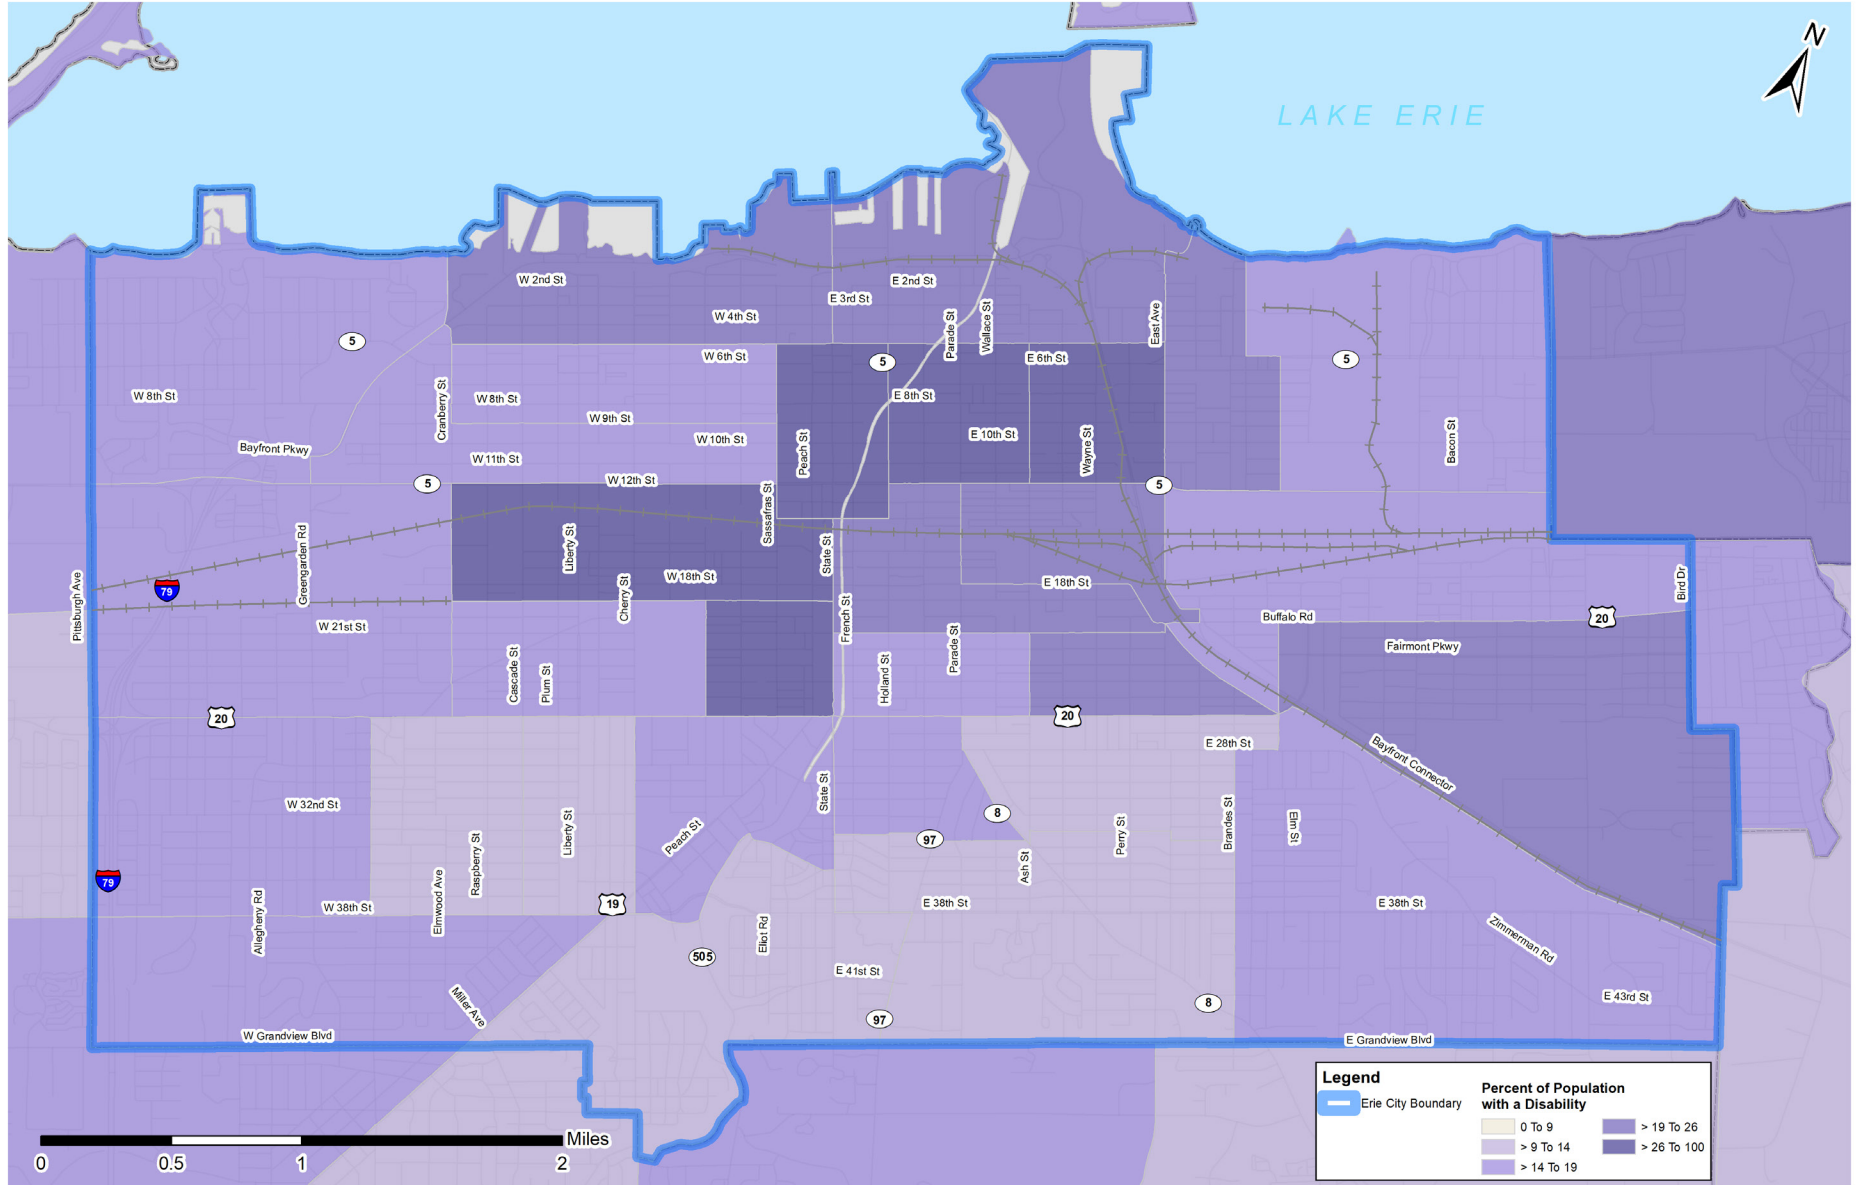 N
LAKE ERIE
W 2nd St
E 2nd St
E 3rd St
W 4th St
Parade St
Wallace St
East Ave
5
W 6th St
5
E 6th St
5
W 8th St
Cranberry St
W 8th St
E 8th St
W 9th St
Bayfront Pkwy
W 10th St
Peach St
E 10th St
Wayne St
Bacon St
W 11th St
5
W 12th St
5
Sassafras St
Pittsburgh Ave
79
Greengarden Rd
Liberty St
Cherry St
W 18th St
State St
E 18th St
Bird Dr
W 21st St
French St
Buffalo Rd
20
Cascade St
Plum St
Holland St
Parade St
Fairmont Pkwy
20
20
E 28th St
Bayfront Connector
W 32nd St
Raspberry St
Liberty St
Peach St
State St
8
97
Perry St
Brandes St
Elm St
79
Ash St
Allegheny Rd
W 38th St
Elmwood Ave
19
E 38th St
E 38th St
Eliot Rd
Zimmerman Rd
505
E 41st St
Miller Ave
97
8
E 43rd St
W Grandview Blvd
E Grandview Blvd
Legend
Erie City Boundary
Percent of Population
with a Disability
0 To 9
> 9 To 14
> 14 To 19
> 19 To 26
> 26 To 100
Miles
0 0.5 1 2